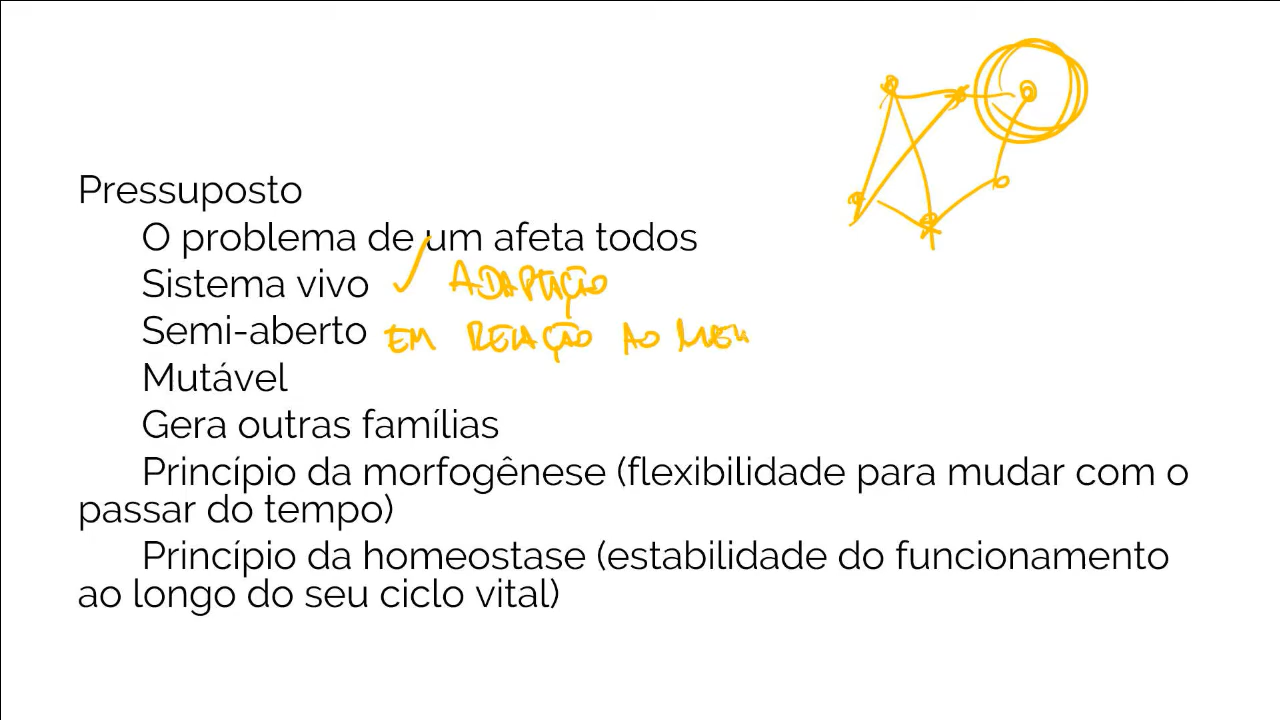 Pressuposto
O problema de um afeta todos
Sistema vivo ADAPTAÇÃO
Semi-aberto EM RELAÇÃO AO
Mutável
Gera outras famílias
Princípio da morfogênese (flexibilidade para mudar com o
passar do tempo)
Princípio da homeostase (estabilidade do funcionamento
ao longo do seu ciclo vital)